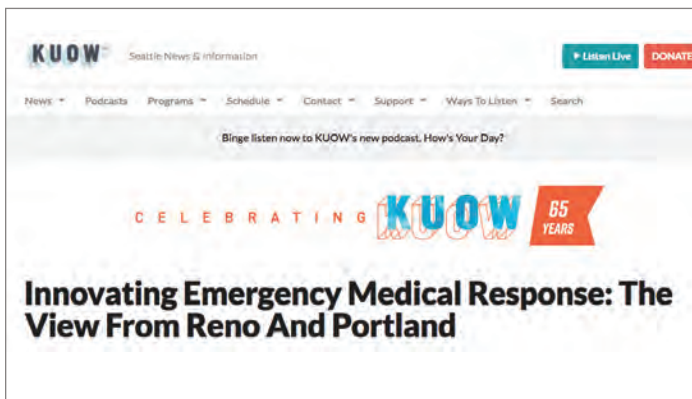 KUOW Seattle News & Information
Listen Live DONATE
News Podcasts Programs Schedule Contact Support Ways To Listen Search
Binge listen now to KUOW's new podcast, How's Your Day?
CELEBRATING KUOW 65
YEARS
Innovating Emergency Medical Response: The
View From Reno And Portland